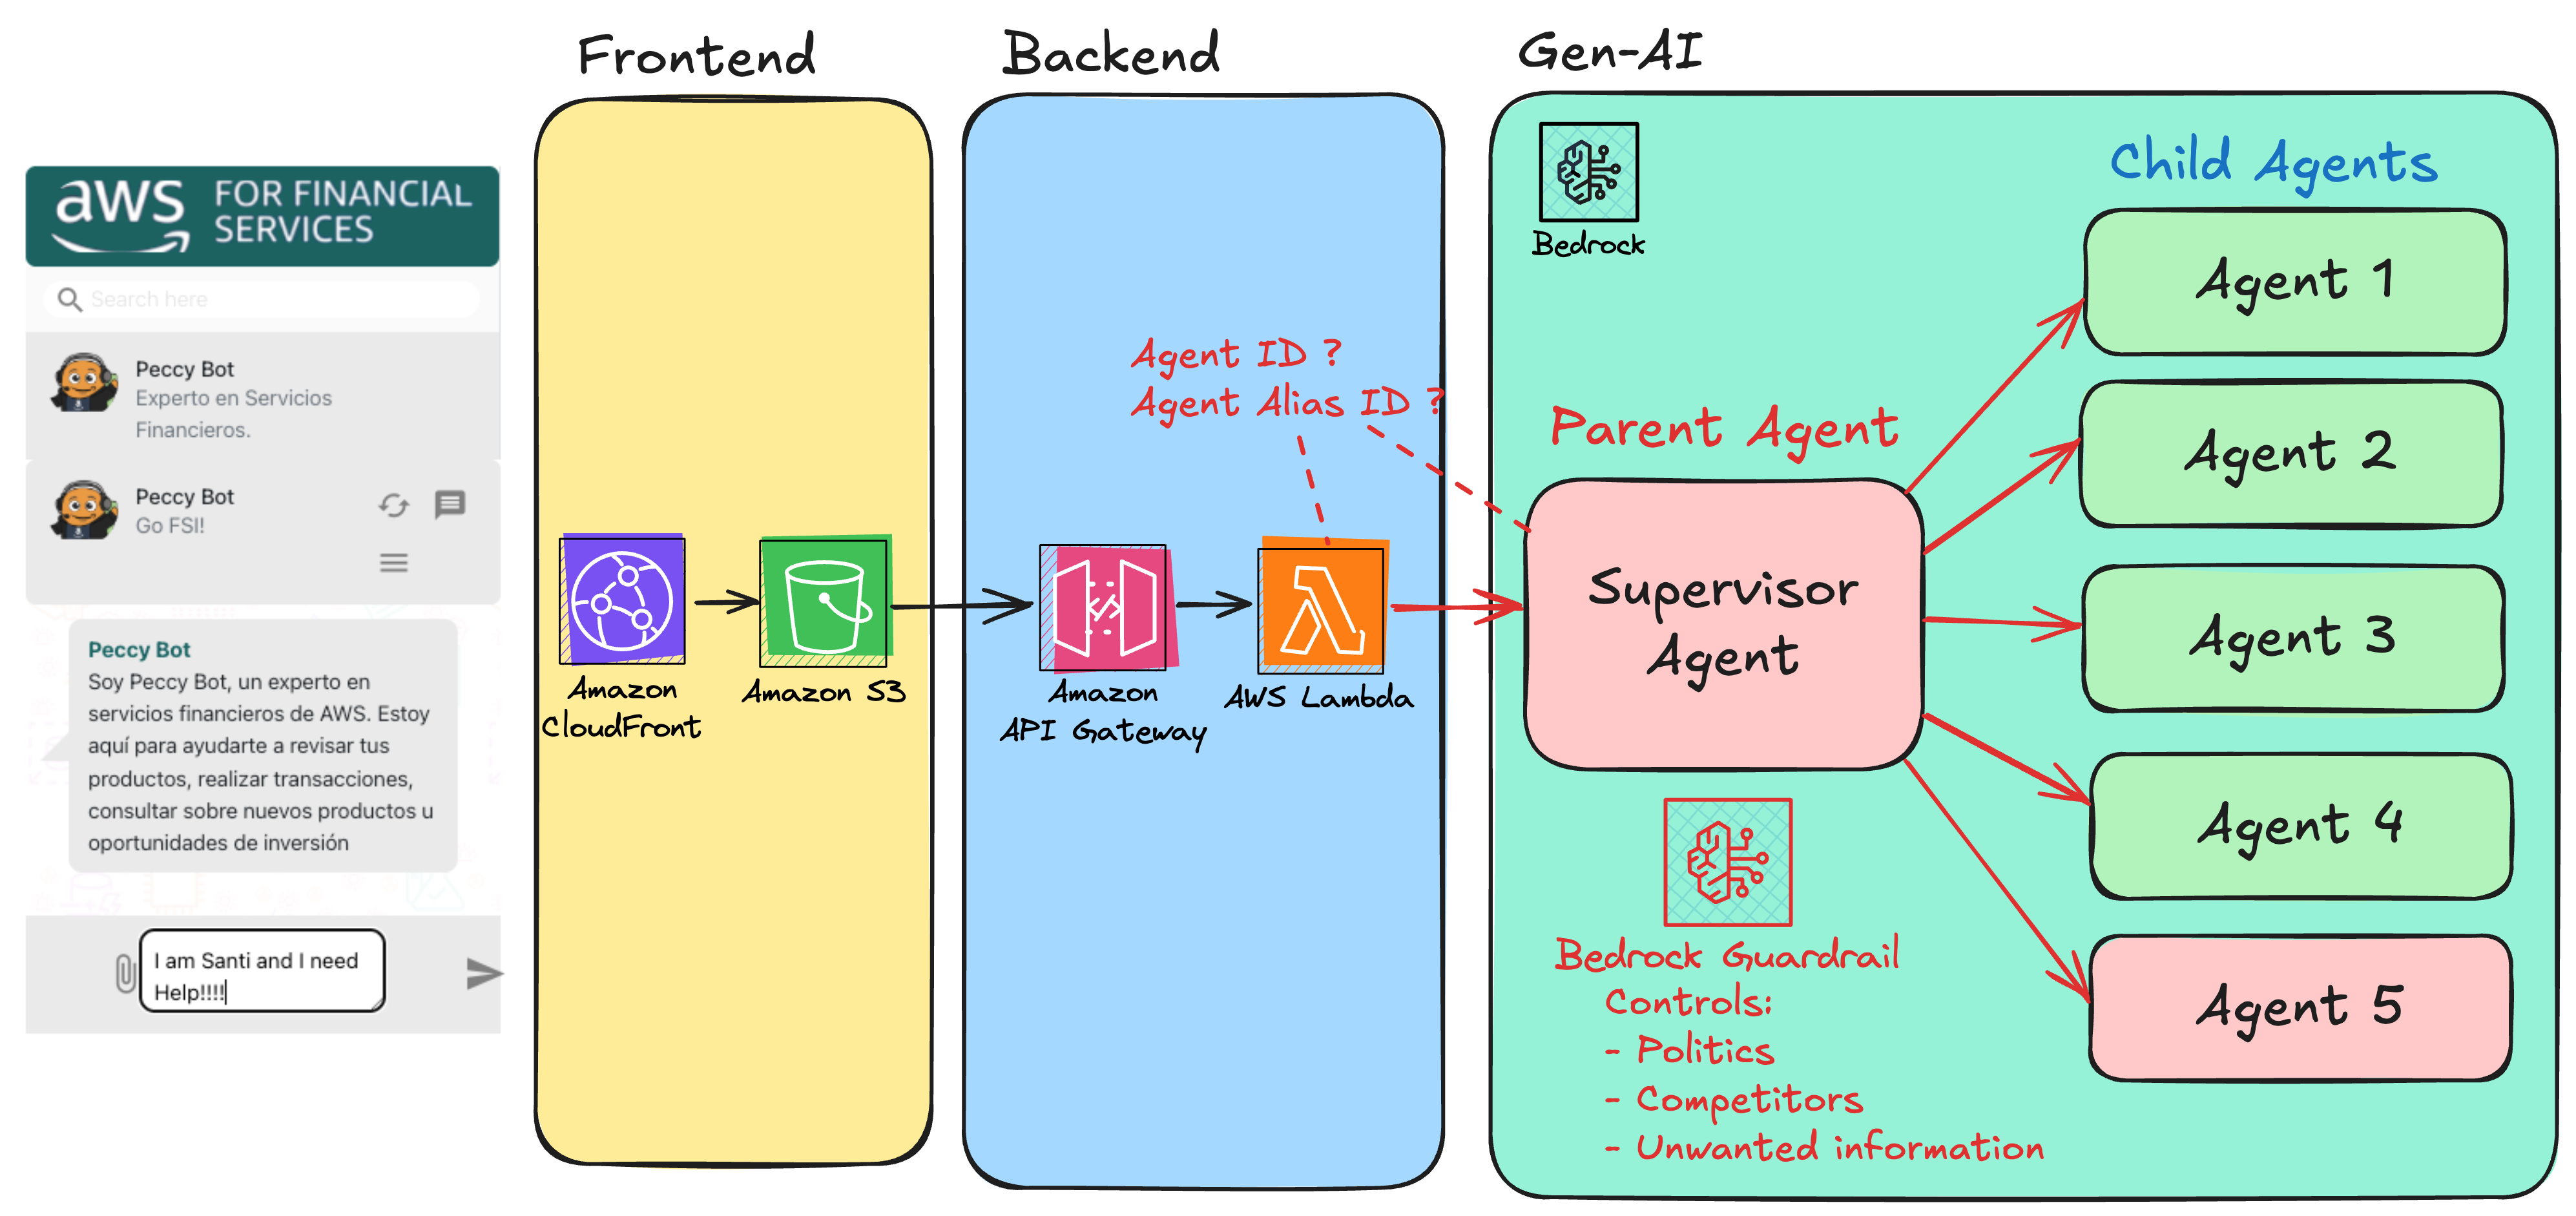 Frontend
Backend
Gen-AI
aws
FOR FINANCIAL
SERVICES
Search here
Peccy Bot
Experto en Servicios
Financieros.
Peccy Bot
Go FSI!
Peccy Bot
Soy Peccy Bot, un experto en
servicios financieros de AWS. Estoy
aquí para ayudarte a revisar tus
productos, realizar transacciones,
consultar sobre nuevos productos u
oportunidades de inversión
I am Santi and I need
Help!!!!
Amazon
CloudFront
Amazon S3
Agent ID ?
Agent Alias ID ?
Amazon
API Gateway
AWS Lambda
Bedrock
Parent Agent
Supervisor
Agent
Bedrock Guardrail
Controls:
- Politics
- Competitors
- Unwanted information
Child Agents
Agent 1
Agent 2
Agent 3
Agent 4
Agent 5